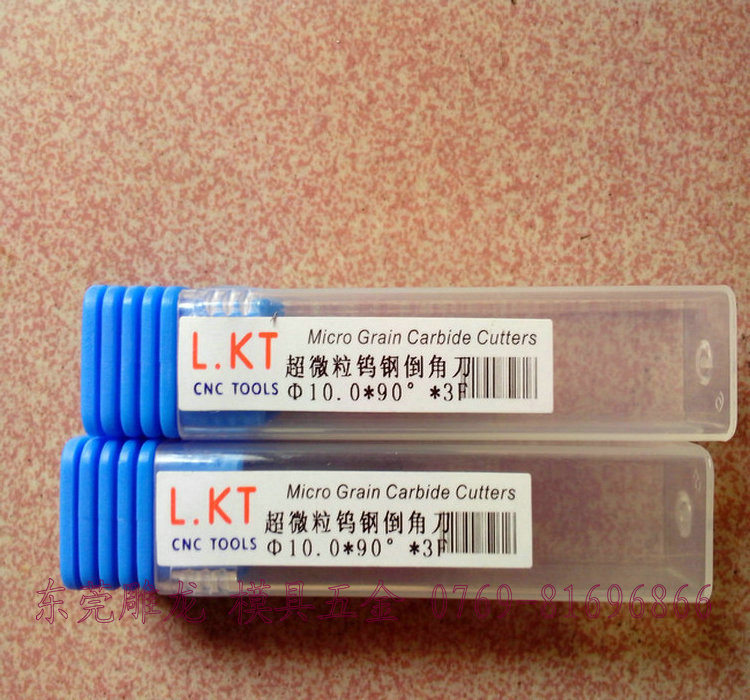 L.KT
CNC TOOLS
Micro Grain Carbide Cutters
超微粒钨钢倒角刀
Φ10.0*90° *3F
L.KT
CNC TOOLS
Micro Grain Carbide Cutters
超微粒钨钢倒角刀
Φ10.0*90° *3F
东莞雕龙 模具五金 0769-81696866